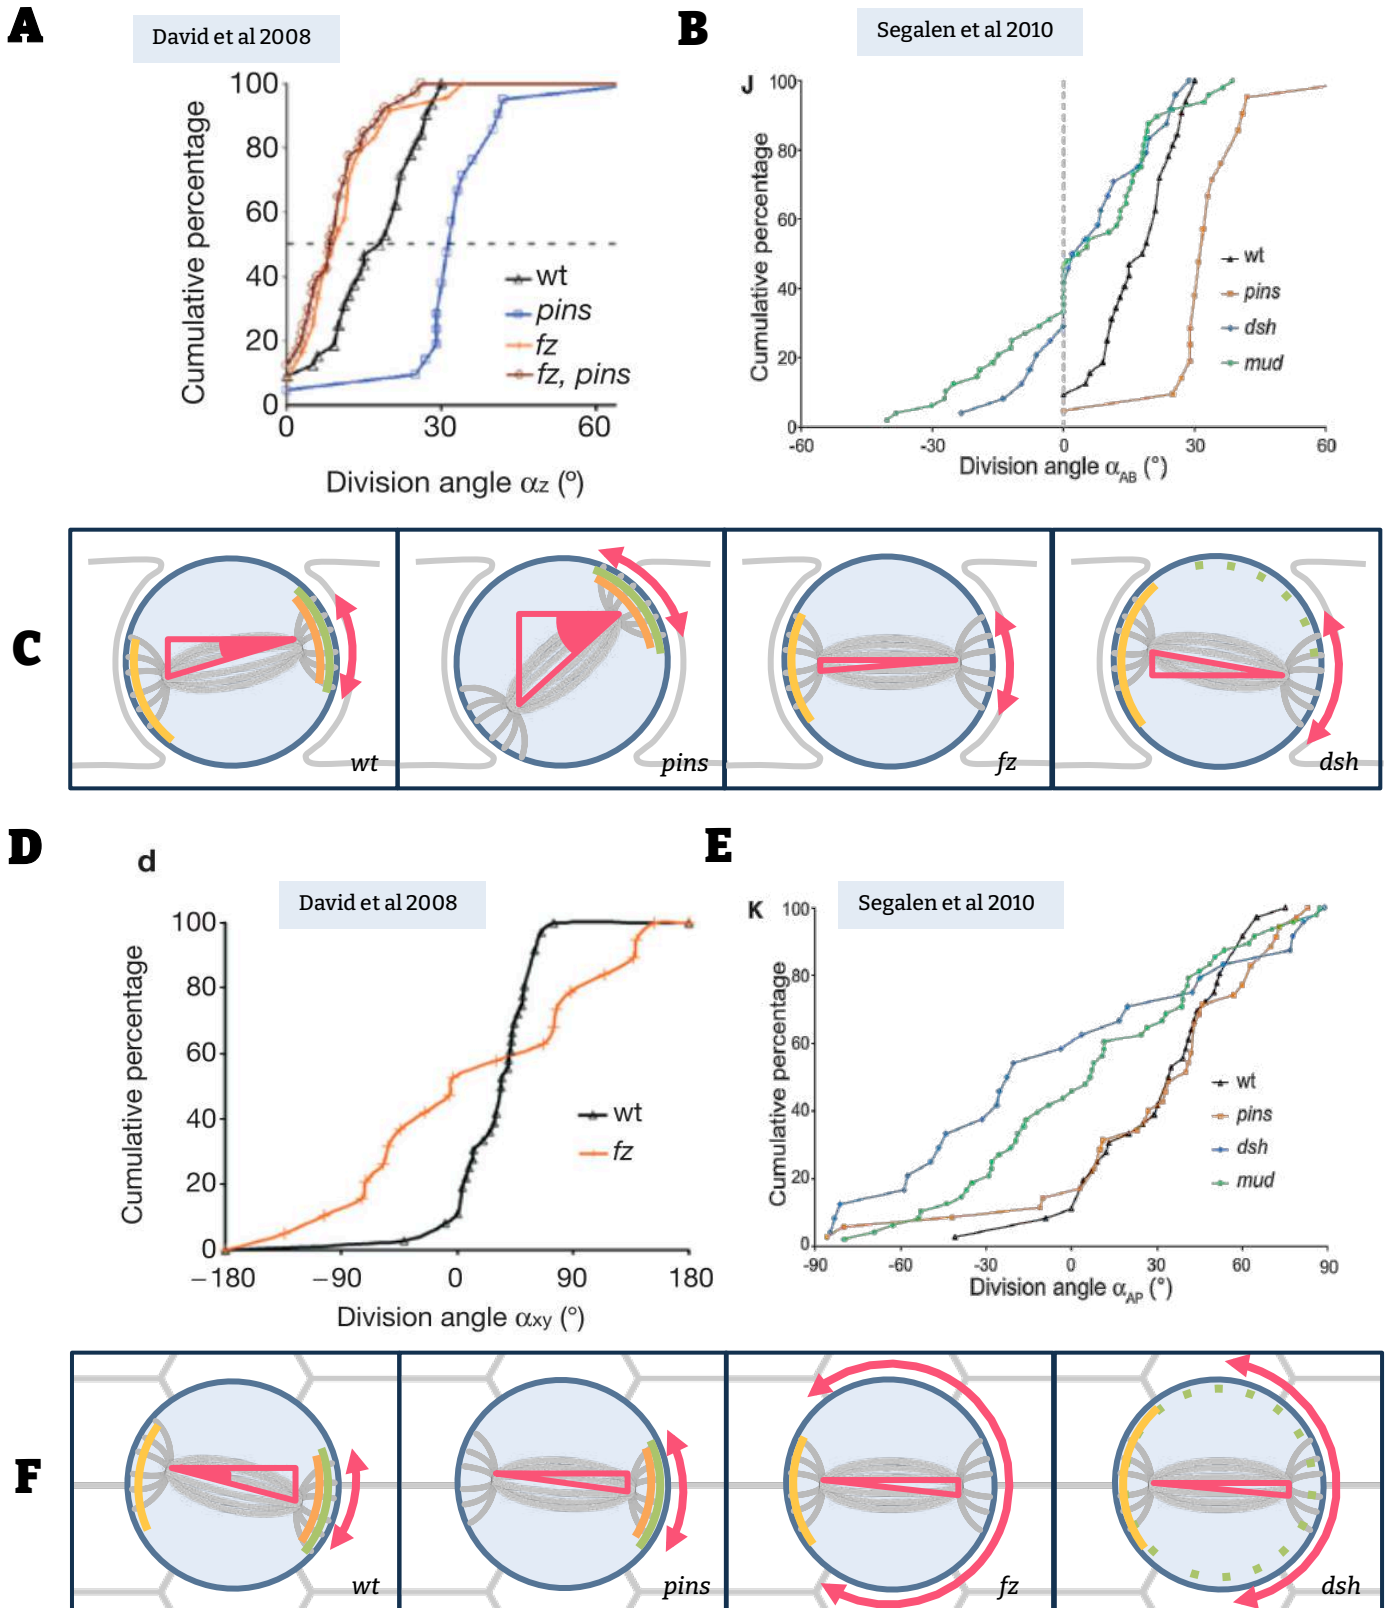 A
David et al 2008
100
80
60
40
20
0
Cumulative percentage
wt
pins
fz
fz, pins
0 30 60
Division angle αz (º)
B
Segalen et al 2010
J
100
80
60
40
20
0
Cumulative percentage
wt
pins
dsh
mud
-60 -30 0 30 60
Division angle αAB (°)
C
wt
pins
fz
dsh
D
d
David et al 2008
100
80
60
40
20
0
Cumulative percentage
wt
fz
−180 −90 0 90 180
Division angle αxy (°)
E
Segalen et al 2010
K
100
80
60
40
20
0
Cumulative percentage
wt
pins
dsh
mud
-90 -60 -30 0 30 60 90
Division angle αAP (°)
F
wt
pins
fz
dsh